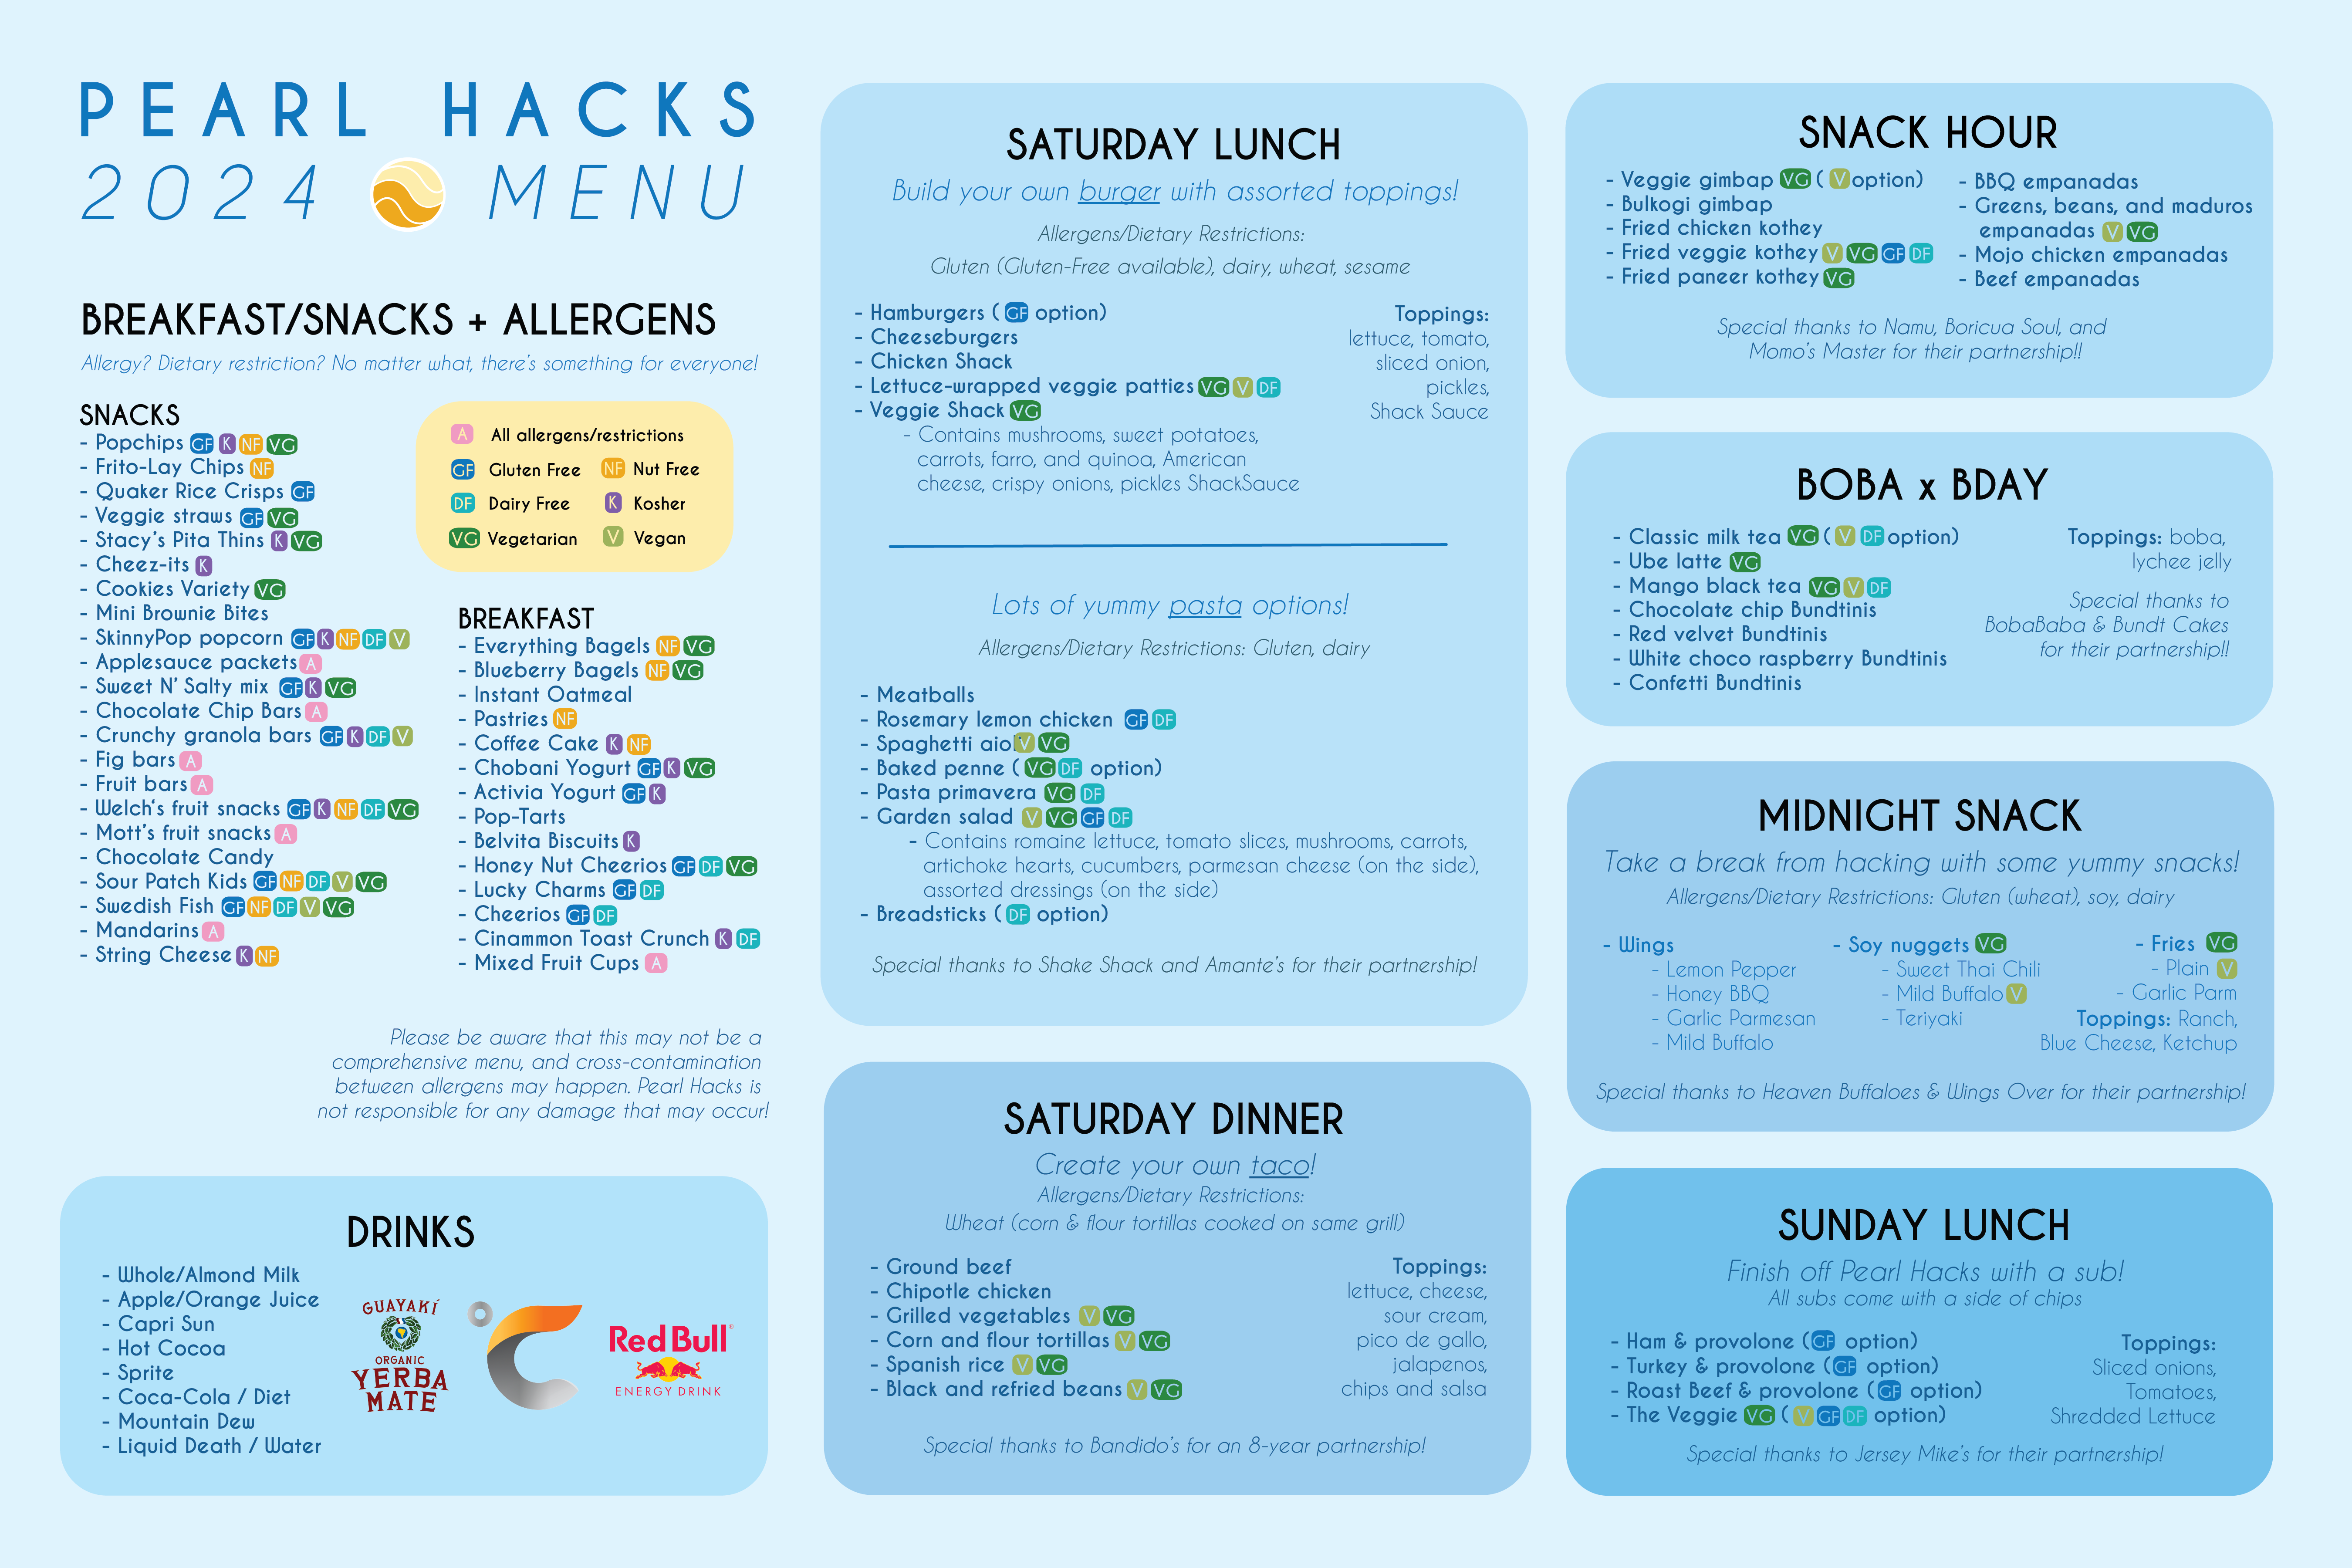 PEARL HACKS
2024 MENU
BREAKFAST/SNACKS + ALLERGENS
Allergy? Dietary restriction? No matter what, there's something for everyone!
SNACKS
- Popchips GF K NF VG
- Frito-Lay Chips NF
- Quaker Rice Crisps GF
- Veggie straws GF VG
- Stacy's Pita Thins K VG
- Cheez-its K
- Cookies Variety VG
- Mini Brownie Bites
- SkinnyPop popcorn GF K NF DF V
- Applesauce packets A
- Sweet N' Salty mix GF K VG
- Chocolate Chip Bars A
- Crunchy granola bars GF K DF V
- Fig bars A
- Fruit bars A
- Welch's fruit snacks GF K NF DF VG
- Mott's fruit snacks A
- Chocolate Candy
- Sour Patch Kids GF NF DF V VG
- Swedish Fish GF NF DF V VG
- Mandarins A
- String Cheese K NF
A All allergens/restrictions
GF Gluten Free NF Nut Free
DF Dairy Free K Kosher
VG Vegetarian V Vegan
BREAKFAST
- Everything Bagels NF VG
- Blueberry Bagels NF VG
- Instant Oatmeal
- Pastries NF
- Coffee Cake K NF
- Chobani Yogurt GF K VG
- Activia Yogurt GF K
- Pop-Tarts
- Belvita Biscuits K
- Honey Nut Cheerios GF DF VG
- Lucky Charms GF DF
- Cheerios GF DF
- Cinammon Toast Crunch K DF
- Mixed Fruit Cups A
Please be aware that this may not be a
comprehensive menu, and cross-contamination
between allergens may happen. Pearl Hacks is
not responsible for any damage that may occur!
DRINKS
- Whole/Almond Milk
- Apple/Orange Juice
- Capri Sun
- Hot Cocoa
- Sprite
- Coca-Cola / Diet
- Mountain Dew
- Liquid Death / Water
GUAYAKÍ
ORGANIC
YERBA
MATE
Red Bull
ENERGY DRINK
SATURDAY LUNCH
Build your own burger with assorted toppings!
Allergens/Dietary Restrictions:
Gluten (Gluten-Free available), dairy, wheat, sesame
- Hamburgers ( GF option)
- Cheeseburgers
- Chicken Shack
- Lettuce-wrapped veggie patties VG V DF
- Veggie Shack VG
- Contains mushrooms, sweet potatoes,
carrots, farro, and quinoa, American
cheese, crispy onions, pickles ShackSauce
Toppings:
lettuce, tomato,
sliced onion,
pickles,
Shack Sauce
Lots of yummy pasta options!
Allergens/Dietary Restrictions: Gluten, dairy
- Meatballs
- Rosemary lemon chicken GF DF
- Spaghetti aioli V VG
- Baked penne ( VG DF option)
- Pasta primavera VG DF
- Garden salad V VG GF DF
- Contains romaine lettuce, tomato slices, mushrooms, carrots,
artichoke hearts, cucumbers, parmesan cheese (on the side),
assorted dressings (on the side)
- Breadsticks ( DF option)
Special thanks to Shake Shack and Amante's for their partnership!
SATURDAY DINNER
Create your own taco!
Allergens/Dietary Restrictions:
Wheat (corn & flour tortillas cooked on same grill)
- Ground beef
- Chipotle chicken
- Grilled vegetables V VG
- Corn and flour tortillas V VG
- Spanish rice V VG
- Black and refried beans V VG
Toppings:
lettuce, cheese,
sour cream,
pico de gallo,
jalapenos,
chips and salsa
Special thanks to Bandido's for an 8-year partnership!
SNACK HOUR
- Veggie gimbap VG ( V option)
- Bulkogi gimbap
- Fried chicken kothey
- Fried veggie kothey V VG GF DF
- Fried paneer kothey VG
- BBQ empanadas
- Greens, beans, and maduros
empanadas V VG
- Mojo chicken empanadas
- Beef empanadas
Special thanks to Namu, Boricua Soul, and
Momo's Master for their partnership!!
BOBA x BDAY
- Classic milk tea VG ( V DF option)
- Ube latte VG
- Mango black tea VG V DF
- Chocolate chip Bundtinis
- Red velvet Bundtinis
- White choco raspberry Bundtinis
- Confetti Bundtinis
Toppings: boba,
lychee jelly
Special thanks to
BobaBaba & Bundt Cakes
for their partnership!!
MIDNIGHT SNACK
Take a break from hacking with some yummy snacks!
Allergens/Dietary Restrictions: Gluten (wheat), soy, dairy
- Wings
- Lemon Pepper
- Honey BBQ
- Garlic Parmesan
- Mild Buffalo
- Soy nuggets VG
- Sweet Thai Chili
- Mild Buffalo V
- Teriyaki
- Fries VG
- Plain V
- Garlic Parm
Toppings: Ranch,
Blue Cheese, Ketchup
Special thanks to Heaven Buffaloes & Wings Over for their partnership!
SUNDAY LUNCH
Finish off Pearl Hacks with a sub!
All subs come with a side of chips
- Ham & provolone ( GF option)
- Turkey & provolone ( GF option)
- Roast Beef & provolone ( GF option)
- The Veggie VG ( V GF DF option)
Toppings:
Sliced onions,
Tomatoes,
Shredded Lettuce
Special thanks to Jersey Mike's for their partnership!